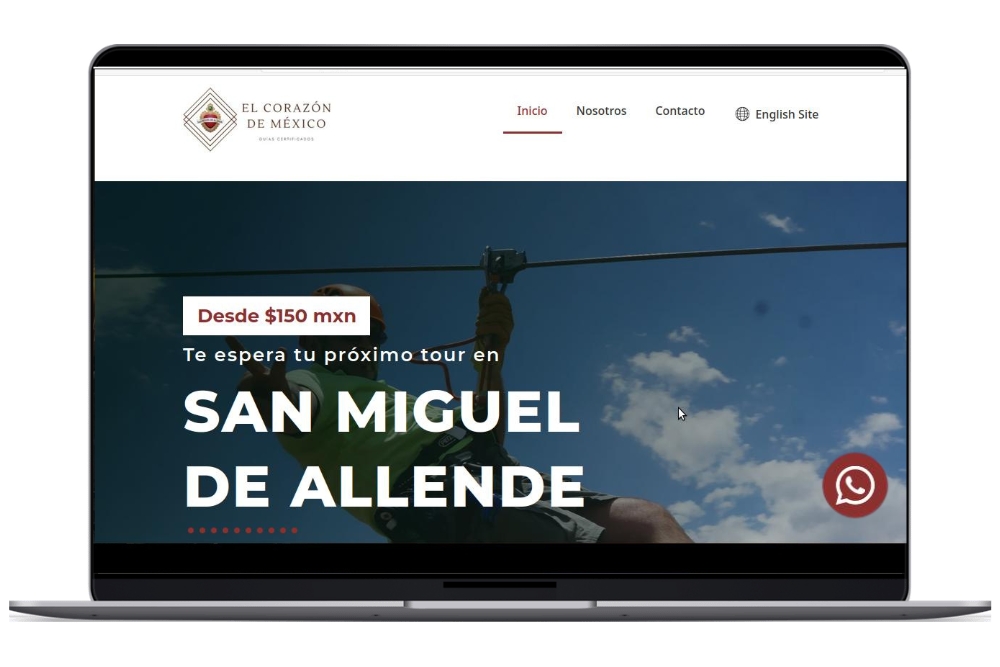 EL CORAZÓN
DE MÉXICO
GUÍAS CERTIFICADOS
Inicio Nosotros Contacto English Site
Desde $150 mxn
Te espera tu próximo tour en
SAN MIGUEL
DE ALLENDE